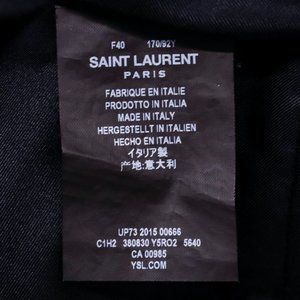 F40 170/92Y
SAINT LAURENT
PARIS
FABRIQUE EN ITALIE
PRODOTTO IN ITALIA
MADE IN ITALY
HERGESTELLT IN ITALIEN
HECHO EN ITALIA
イタリア製
产地:意大利
UP73 2015 00666
C1H2 380830 Y5RO2 5640
CA 00985
YSL.COM